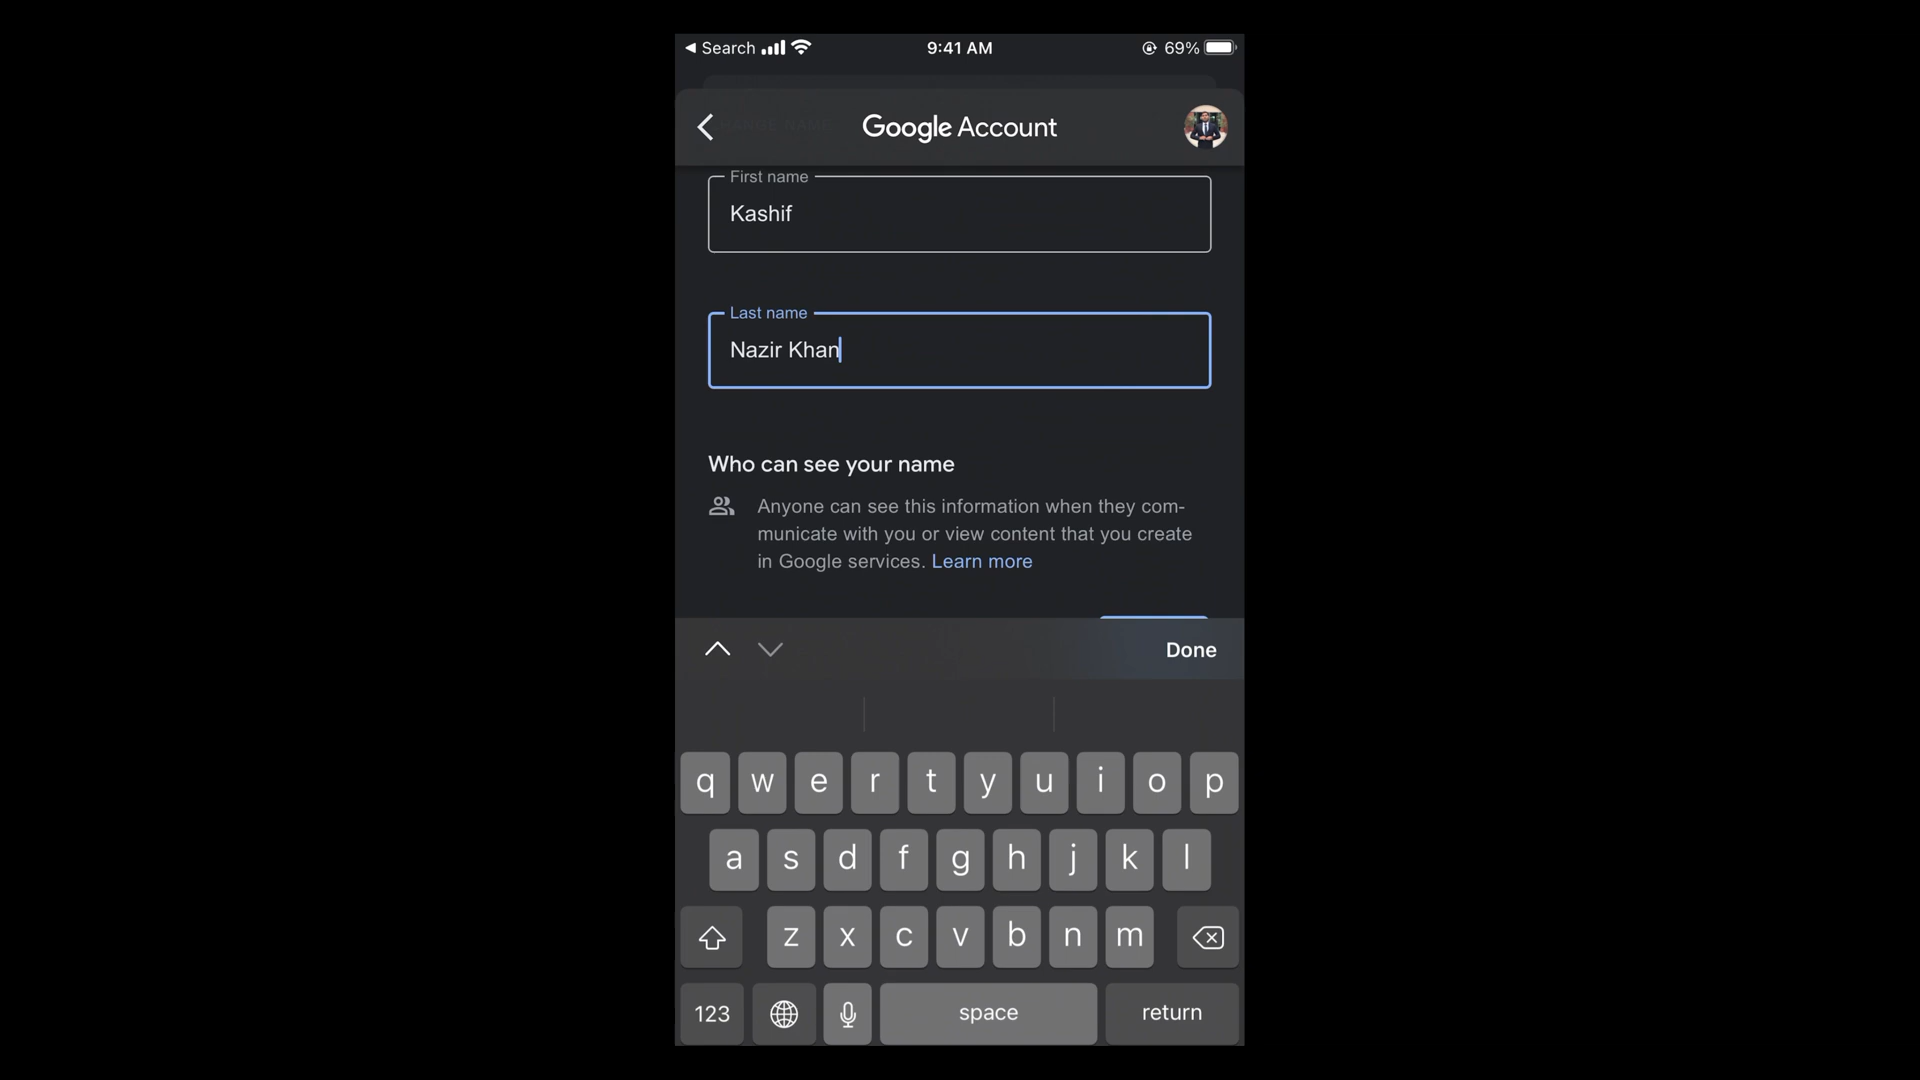 Search
9:41 AM
69%
CHANGE NAME
Google Account
First name
Kashif
Last name
Nazir Khan
Who can see your name
Anyone can see this information when they com-
municate with you or view content that you create
in Google services. Learn more
Done
q w e r t y u i o p
a s d f g h j k l
z x c v b n m
123 space return